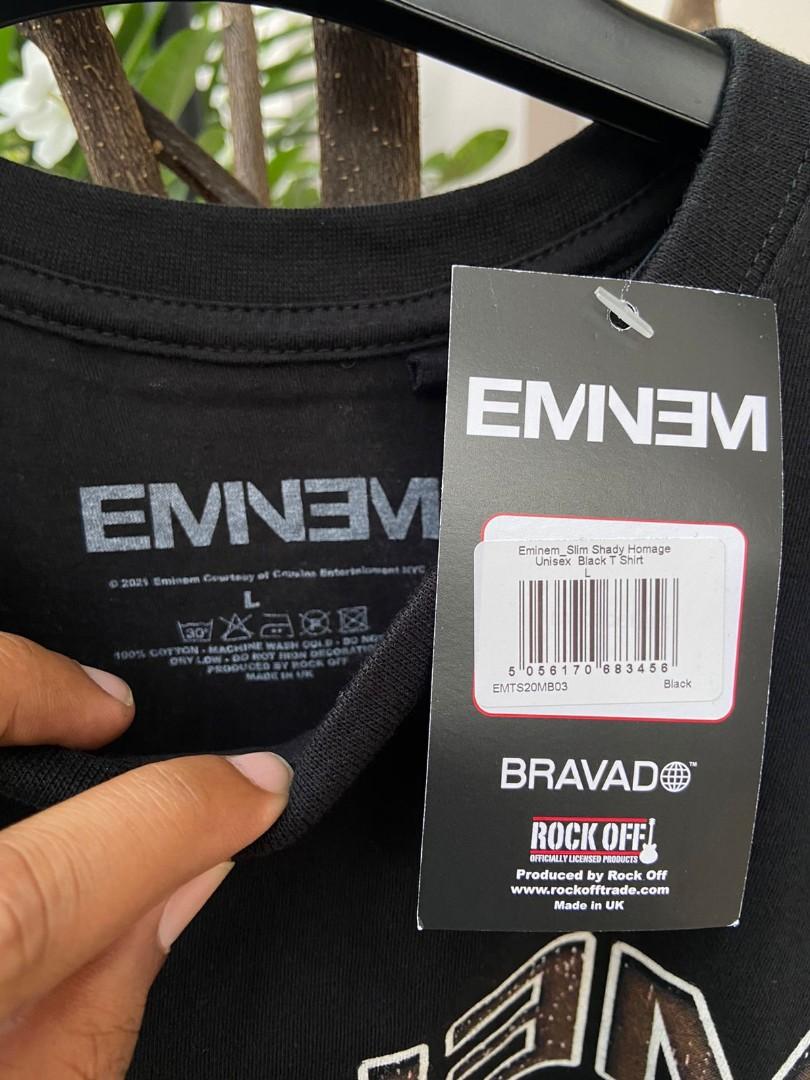 EMINEM
© 2021 Eminem Courtesy of Cousins Entertainment NYC
L
30°
100% COTTON - MACHINE WASH COLD - DO NOT
DRY LOW - DO NOT IRON DECORATION
PRODUCED BY ROCK OFF
MADE IN UK
EMINEM
Eminem_Slim Shady Homage
Unisex Black T Shirt
L
5 056170 683456
EMTS20MB03 Black
BRAVADO™
ROCK OFF
OFFICIALLY LICENSED PRODUCTS
Produced by Rock Off
www.rockofftrade.com
Made in UK